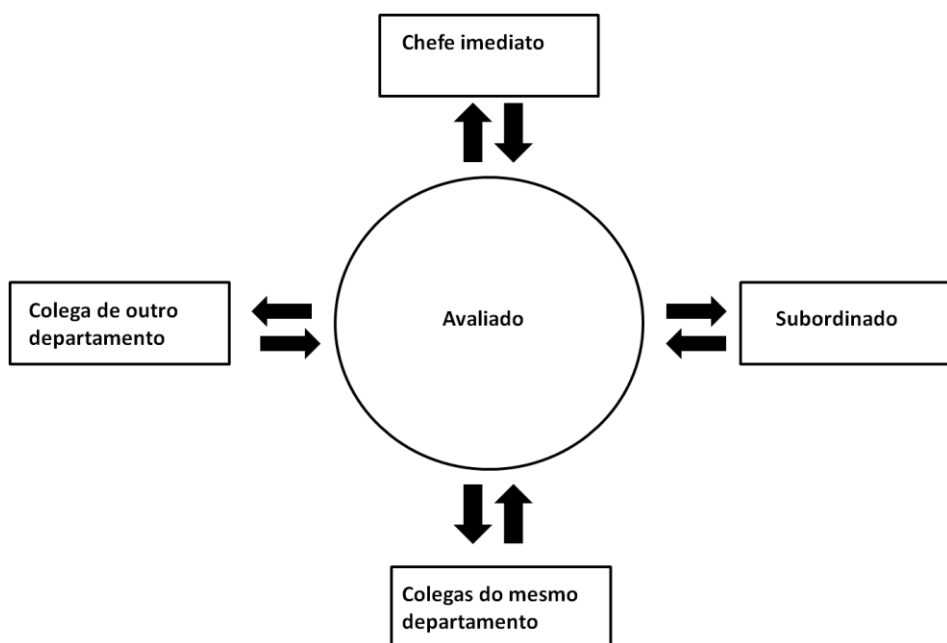 Chefe imediato
Colega de outro
departamento
Avaliado
Subordinado
Colegas do mesmo
departamento